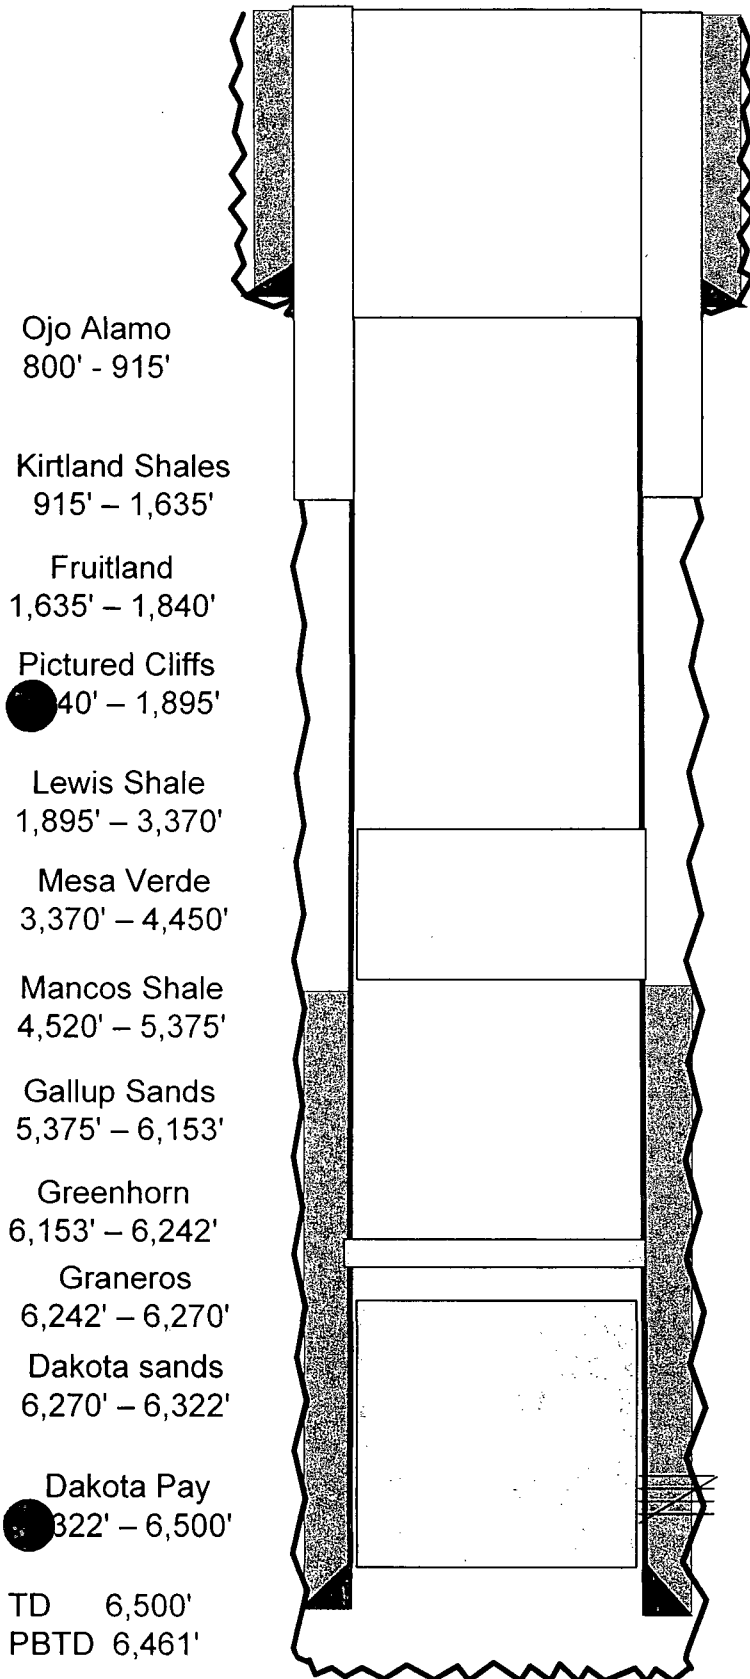 Ojo Alamo
800' - 915'
Kirtland Shales
915' – 1,635'
Fruitland
1,635' – 1,840'
Pictured Cliffs
40' – 1,895'
Lewis Shale
1,895' – 3,370'
Mesa Verde
3,370' – 4,450'
Mancos Shale
4,520' – 5,375'
Gallup Sands
5,375' – 6,153'
Greenhorn
6,153' – 6,242'
Graneros
6,242' – 6,270'
Dakota sands
6,270' – 6,322'
Dakota Pay
322' – 6,500'
TD 6,500'
PBTD 6,461'